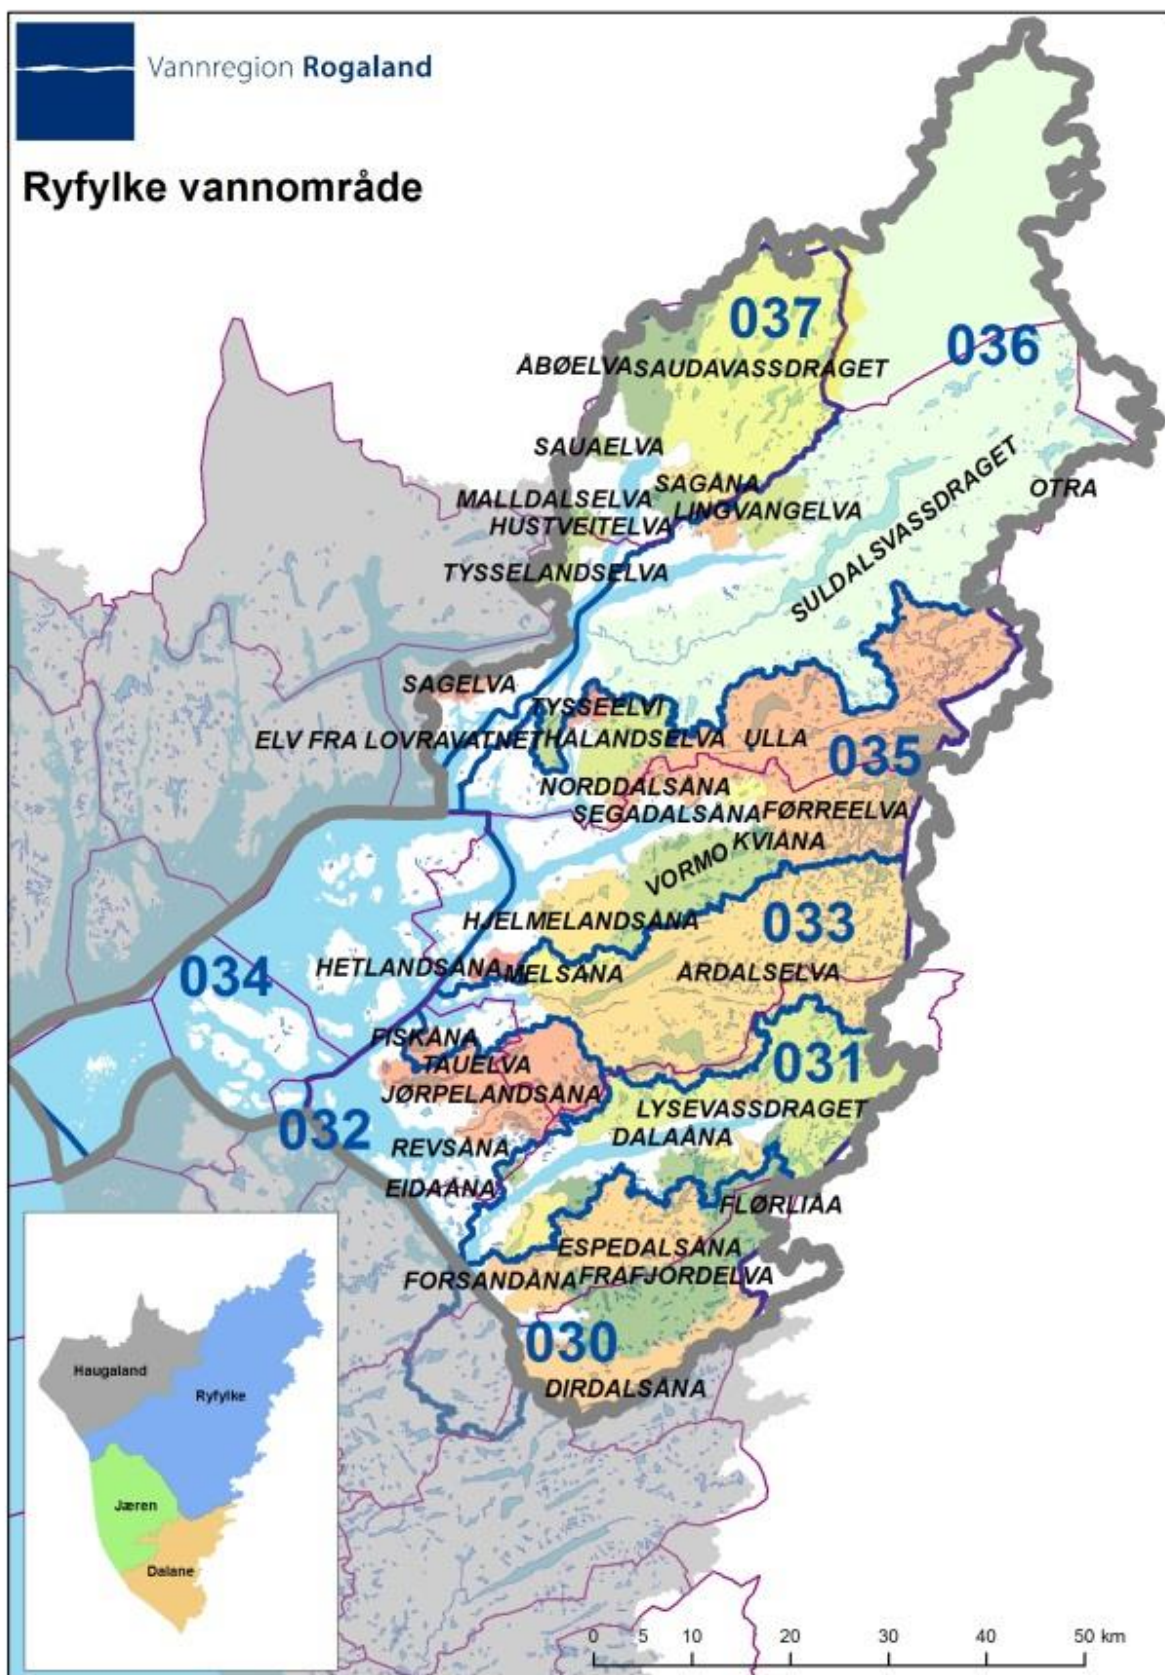 Vannregion Rogaland
Ryfylke vannområde
037
036
ÅBØELVA
SAUDAVASSDRAGET
SAUAELVA
SAGÅNA
MALLDALSELVA
LINGVANGELVA
HUSTVEITELVA
OTRA
TYSSELANDSELVA
SULDALSVASSDRAGET
SAGELVA
TYSSEELVI
ELV FRA LOVRAVATNET
HÅLANDSELVA
ULLA
035
NORDDALSÅNA
SEGADALSÅNA
FØRREELVA
KVIÅNA
VORMO
HJELMELANDSÅNA
033
034
HETLANDSÅNA
MELSÅNA
ÅRDALSELVA
FISKÅNA
TAUELVA
031
JØRPELANDSÅNA
LYSEVASSDRAGET
032
DALAÅNA
REVSÅNA
EIDAÅNA
FLØRLIÅA
ESPEDALSÅNA
FORSANDÅNA
FRAFJORDELVA
030
DIRDALSÅNA
Haugaland
Ryfylke
Jæren
Dalane
0 5 10 20 30 40 50 km